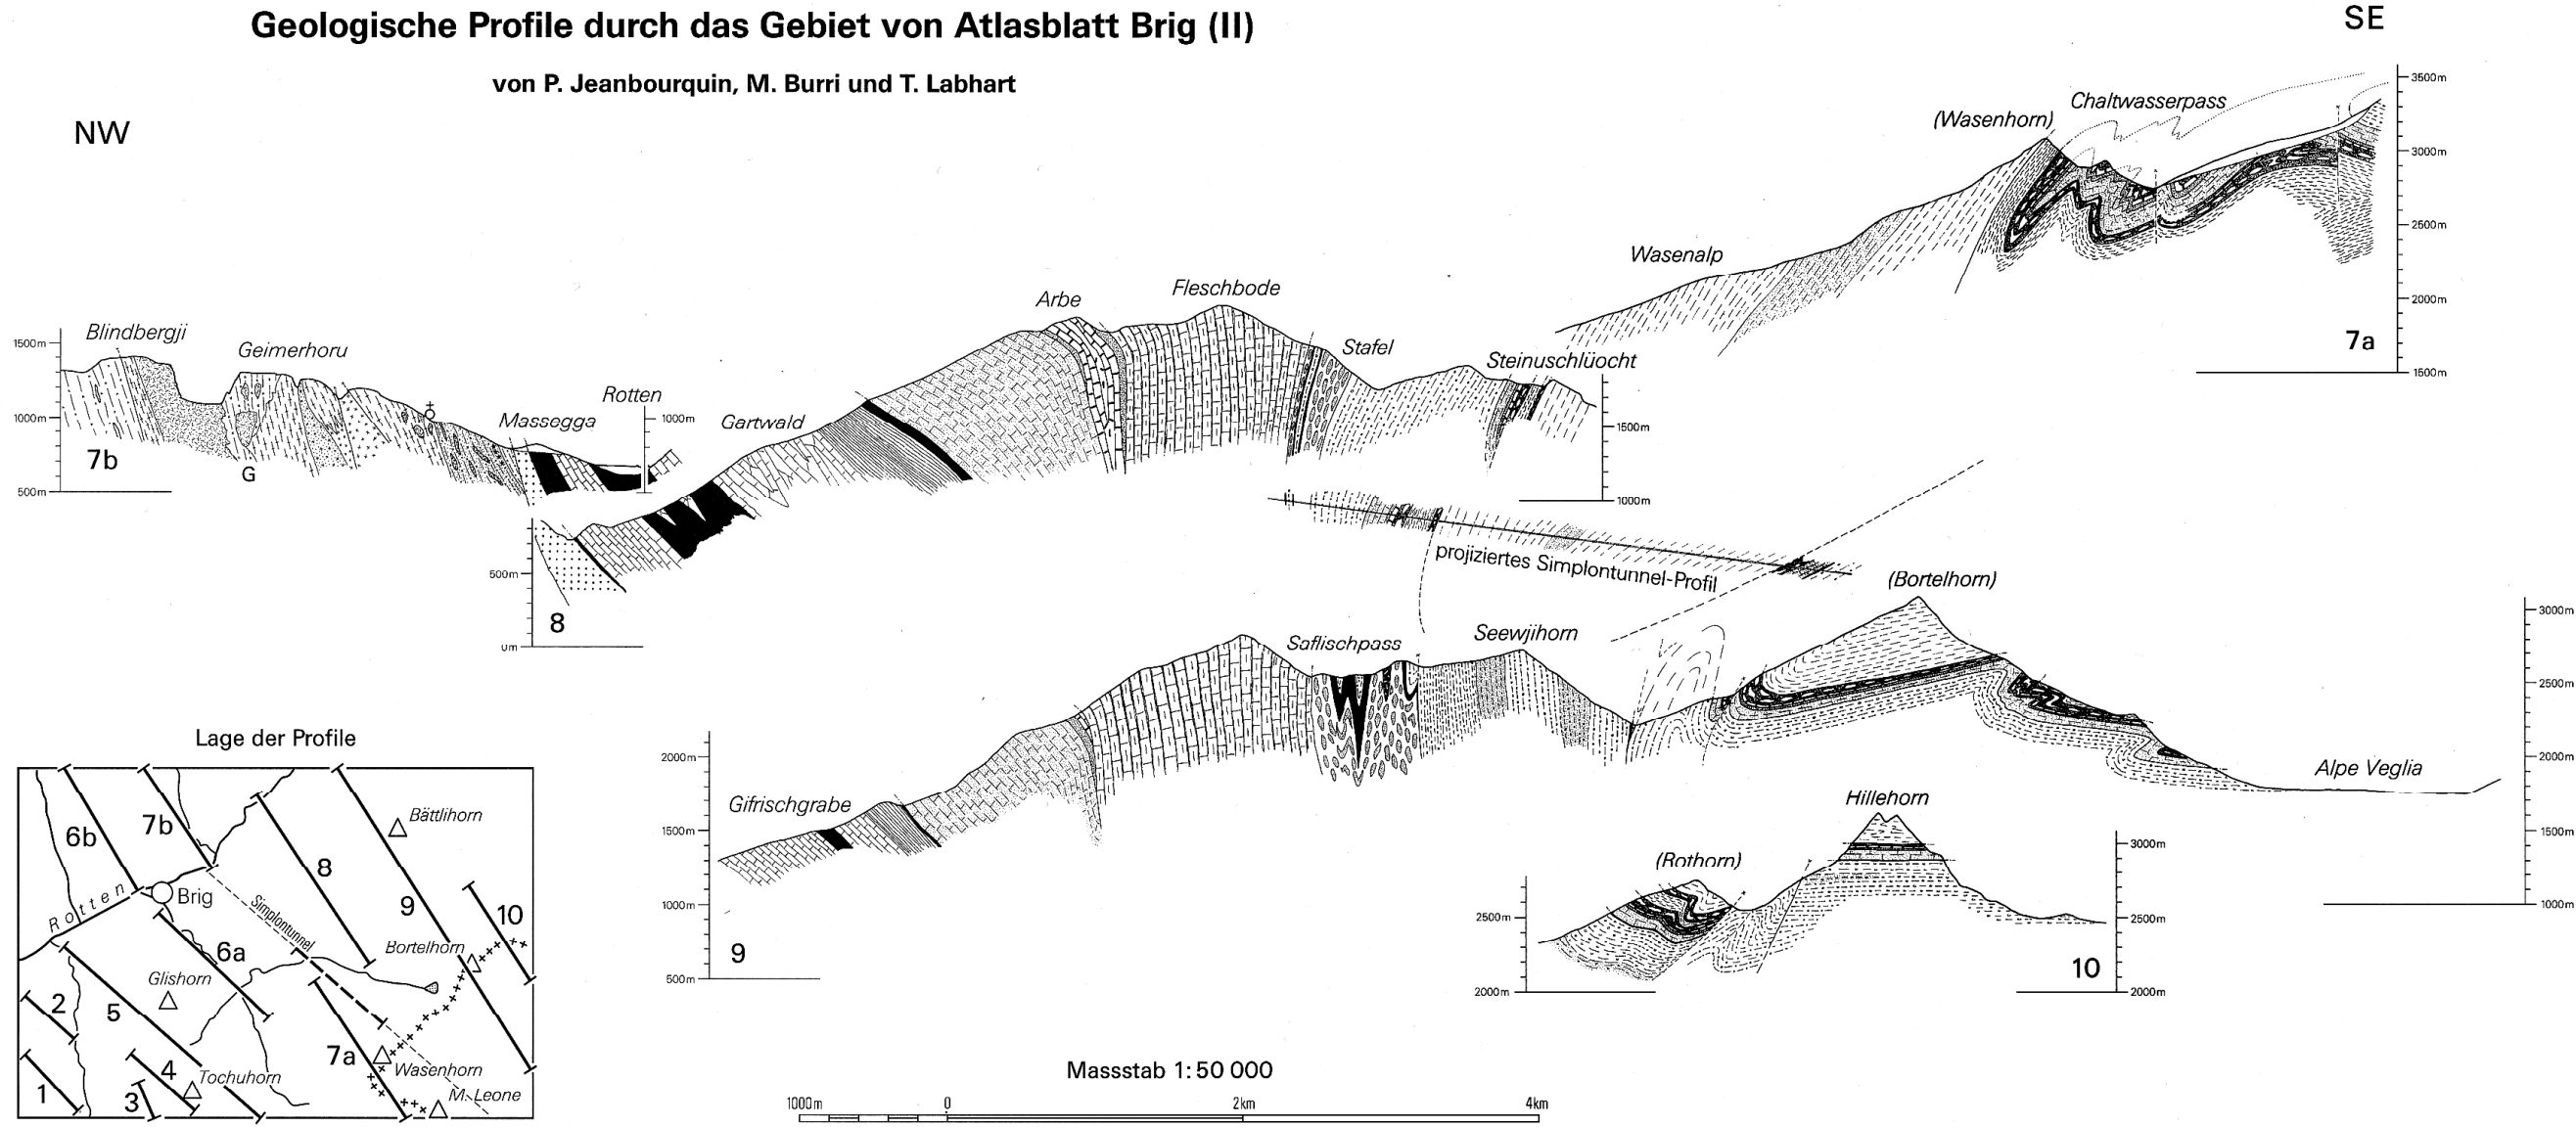 Geologische Profile durch das Gebiet von Atlasblatt Brig (II)
von P. Jeanbourquin, M. Burri und T. Labhart
NW
SE
3500m
3000m
2500m
2000m
1500m
(Wasenhorn)
Chaltwasserpass
Wasenalp
7a
1500m
1000m
500m
Blindbergji
Geimerhoru
Massegga
Rotten
1000m
7b
G
Gartwald
Arbe
Fleschbode
Stafel
Steinuschlüocht
1500m
1000m
500m
0m
8
projiziertes Simplontunnel-Profil
Gifrischgrabe
Saflischpass
Seewjihorn
(Bortelhorn)
Alpe Veglia
3000m
2500m
2000m
1500m
1000m
2000m
1500m
1000m
500m
9
(Rothorn)
Hillehorn
2500m
2000m
3000m
2500m
2000m
10
Lage der Profile
6b
7b
8
9
10
Bättlihorn
Rotten
Brig
Simplontunnel
6a
Bortelhorn
Glishorn
2
5
7a
Wasenhorn
1
3
4
Tochuhorn
M. Leone
Massstab 1:50 000
1000m
0
2km
4km